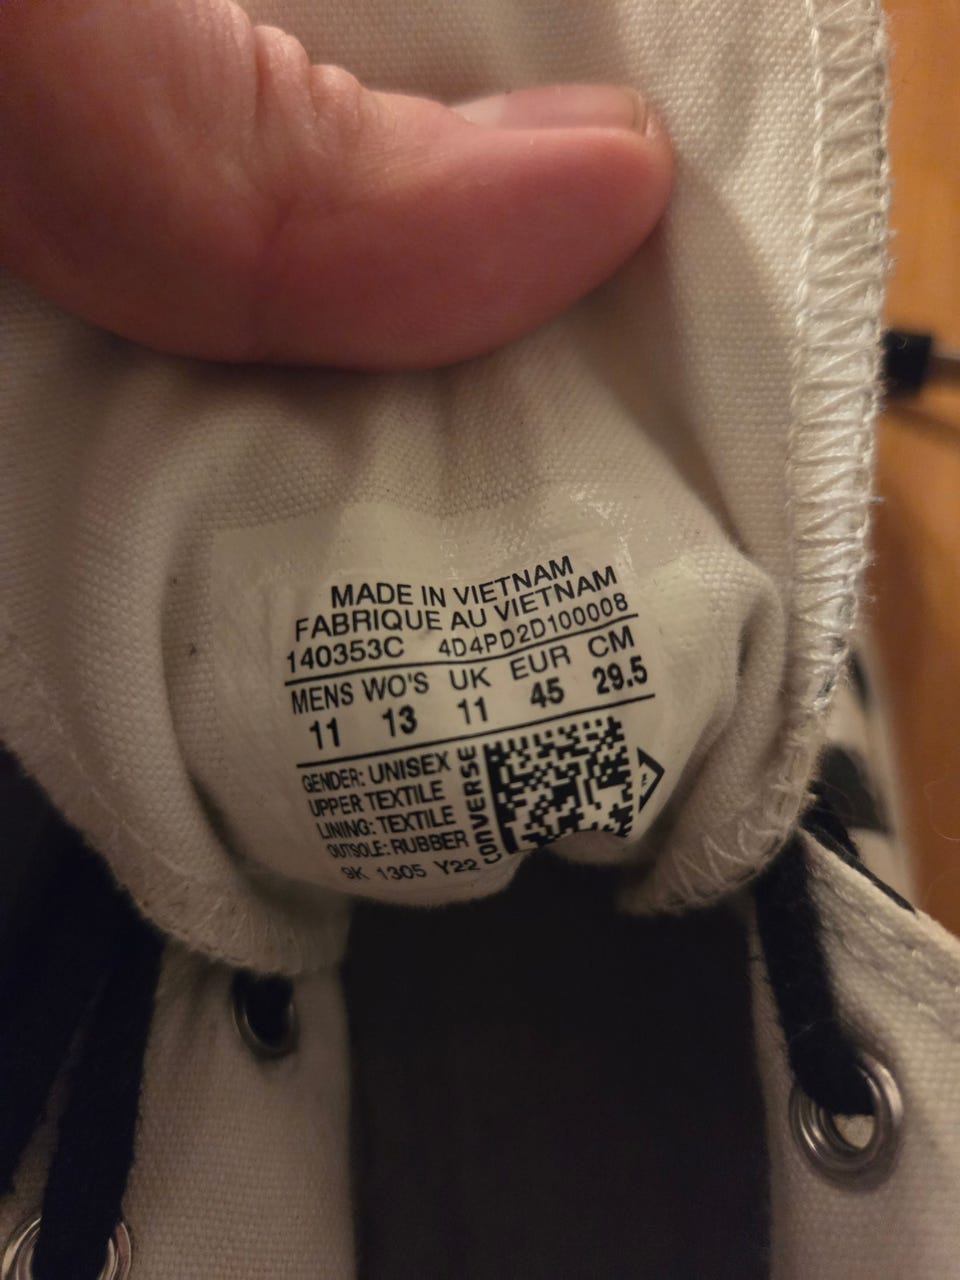 MADE IN VIETNAM
FABRIQUE AU VIETNAM
140353C 4D4PD2D100008
MENS WO'S UK EUR CM
11 13 11 45 29.5
GENDER: UNISEX
UPPER TEXTILE
LINING: TEXTILE
OUTSOLE: RUBBER
9K 1305 Y22
CONVERSE